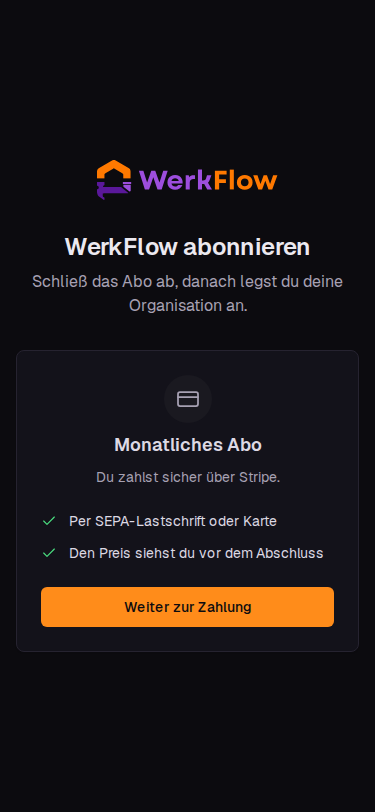 WerkFlow
WerkFlow abonnieren
Schließ das Abo ab, danach legst du deine
Organisation an.
Monatliches Abo
Du zahlst sicher über Stripe.
Per SEPA-Lastschrift oder Karte
Den Preis siehst du vor dem Abschluss
Weiter zur Zahlung